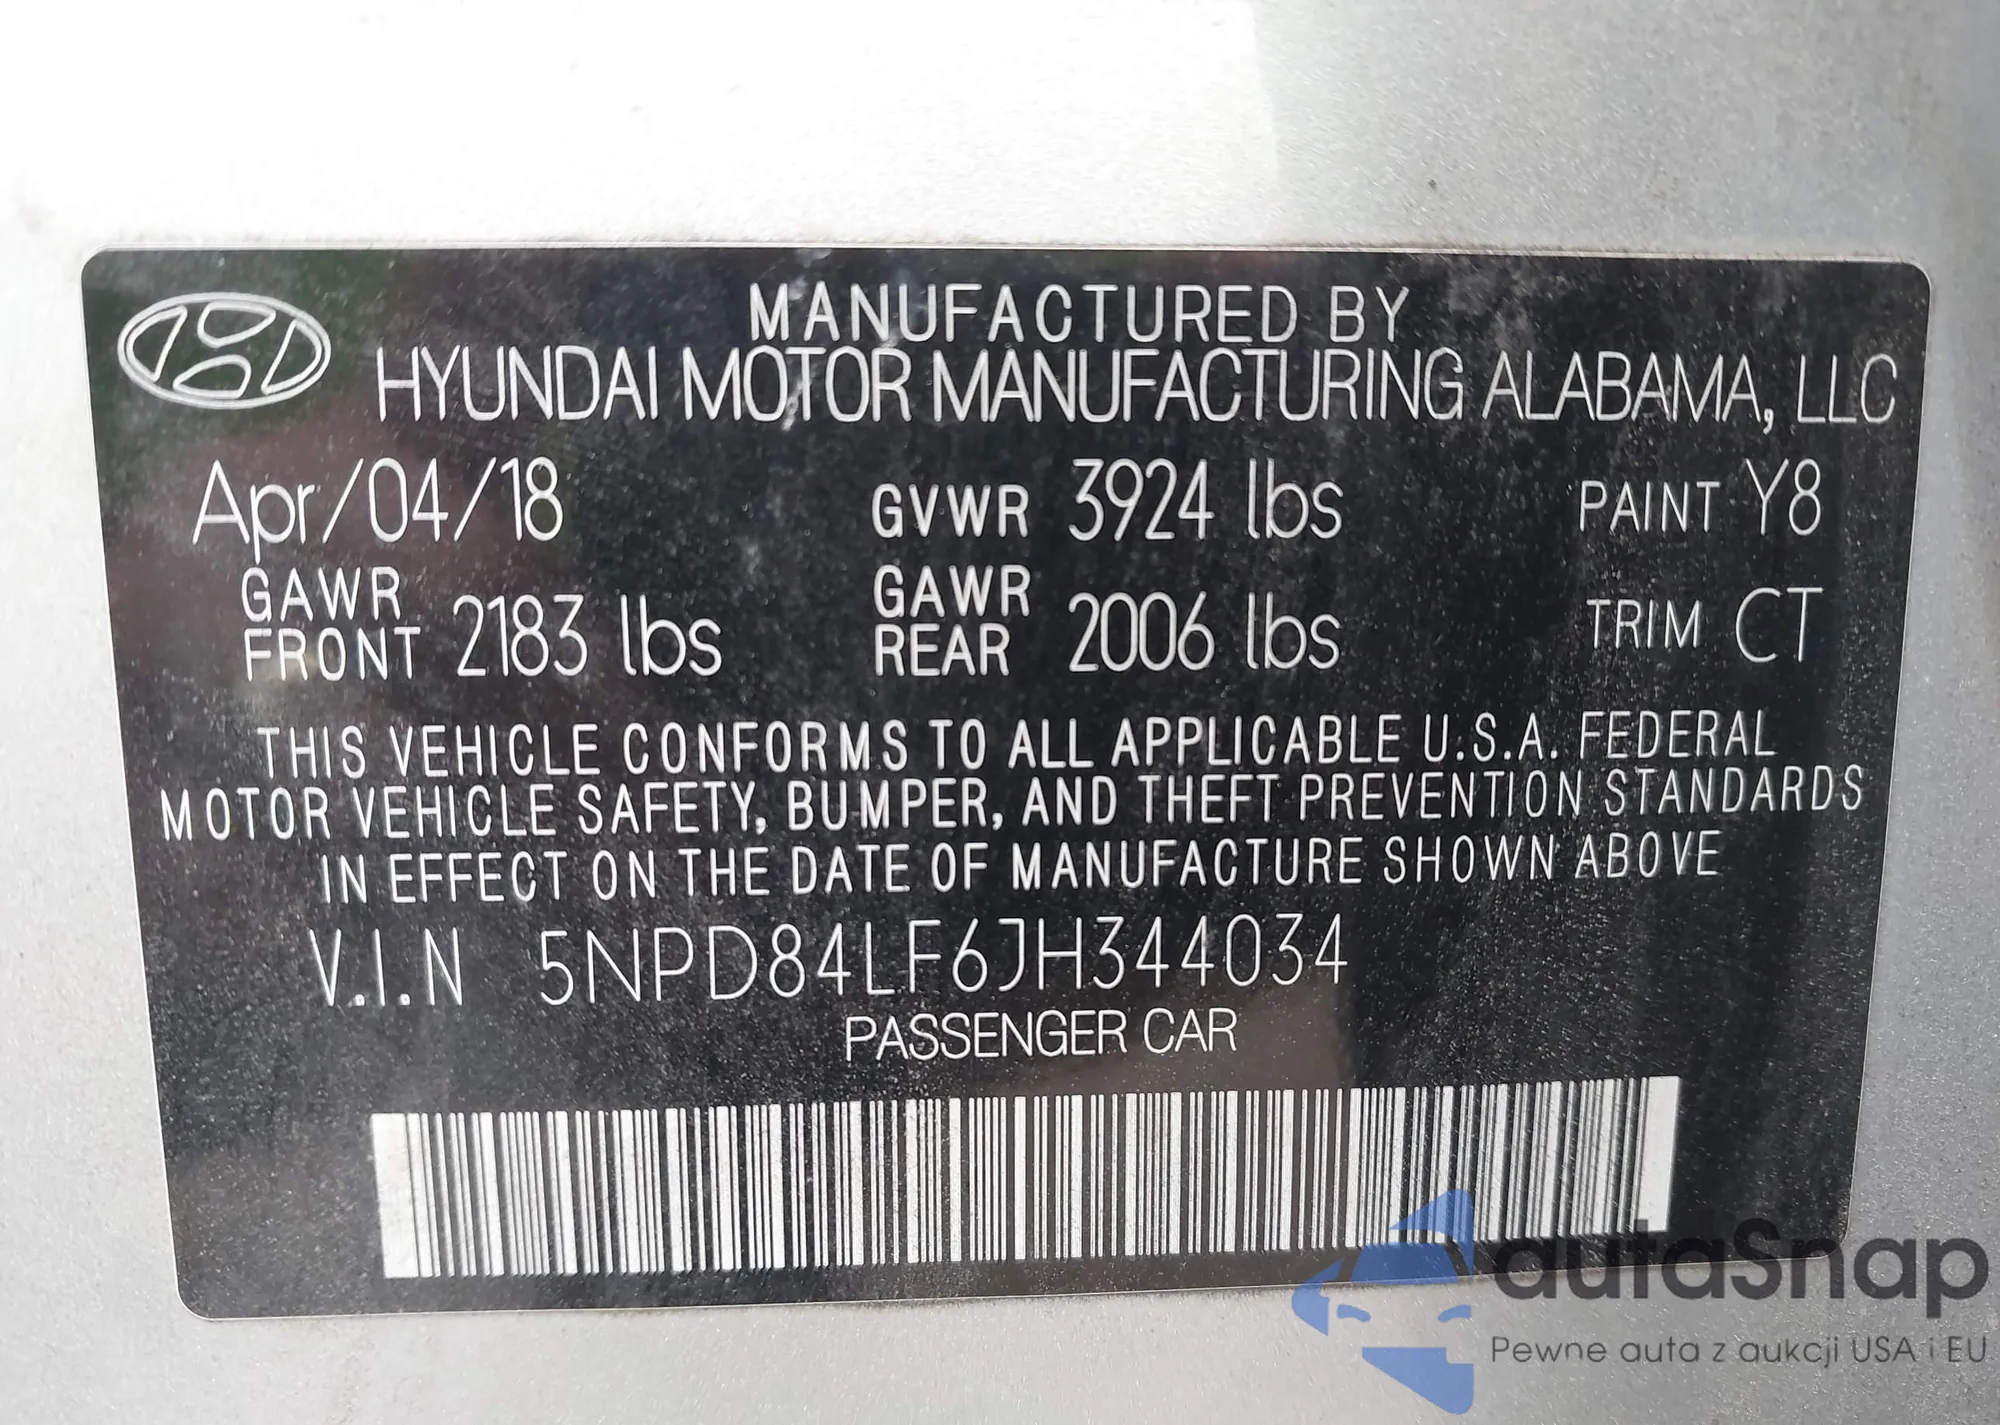 MANUFACTURED BY
HYUNDAI MOTOR MANUFACTURING ALABAMA, LLC
Apr/04/18 GVWR 3924 lbs PAINT Y8
GAWR FRONT 2183 lbs GAWR REAR 2006 lbs TRIM CT
THIS VEHICLE CONFORMS TO ALL APPLICABLE U.S.A. FEDERAL
MOTOR VEHICLE SAFETY, BUMPER, AND THEFT PREVENTION STANDARDS
IN EFFECT ON THE DATE OF MANUFACTURE SHOWN ABOVE
V.I.N 5NPD84LF6JH344034
PASSENGER CAR
autaSnap
Pewne auta z aukcji USA i EU